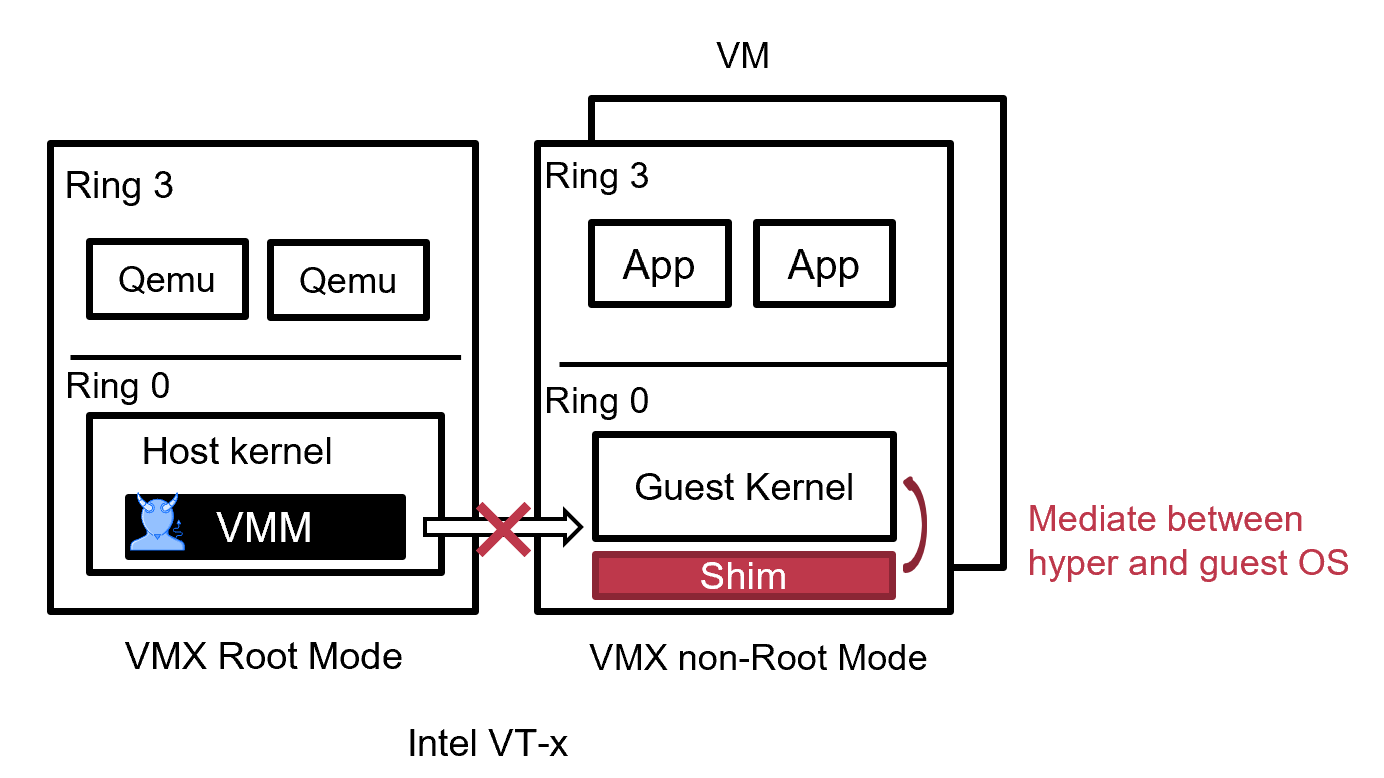 VM
Ring 3
Qemu
Qemu
Ring 0
Host kernel
VMM
VMX Root Mode
Ring 3
App
App
Ring 0
Guest Kernel
Shim
VMX non-Root Mode
Mediate between
hyper and guest OS
Intel VT-x